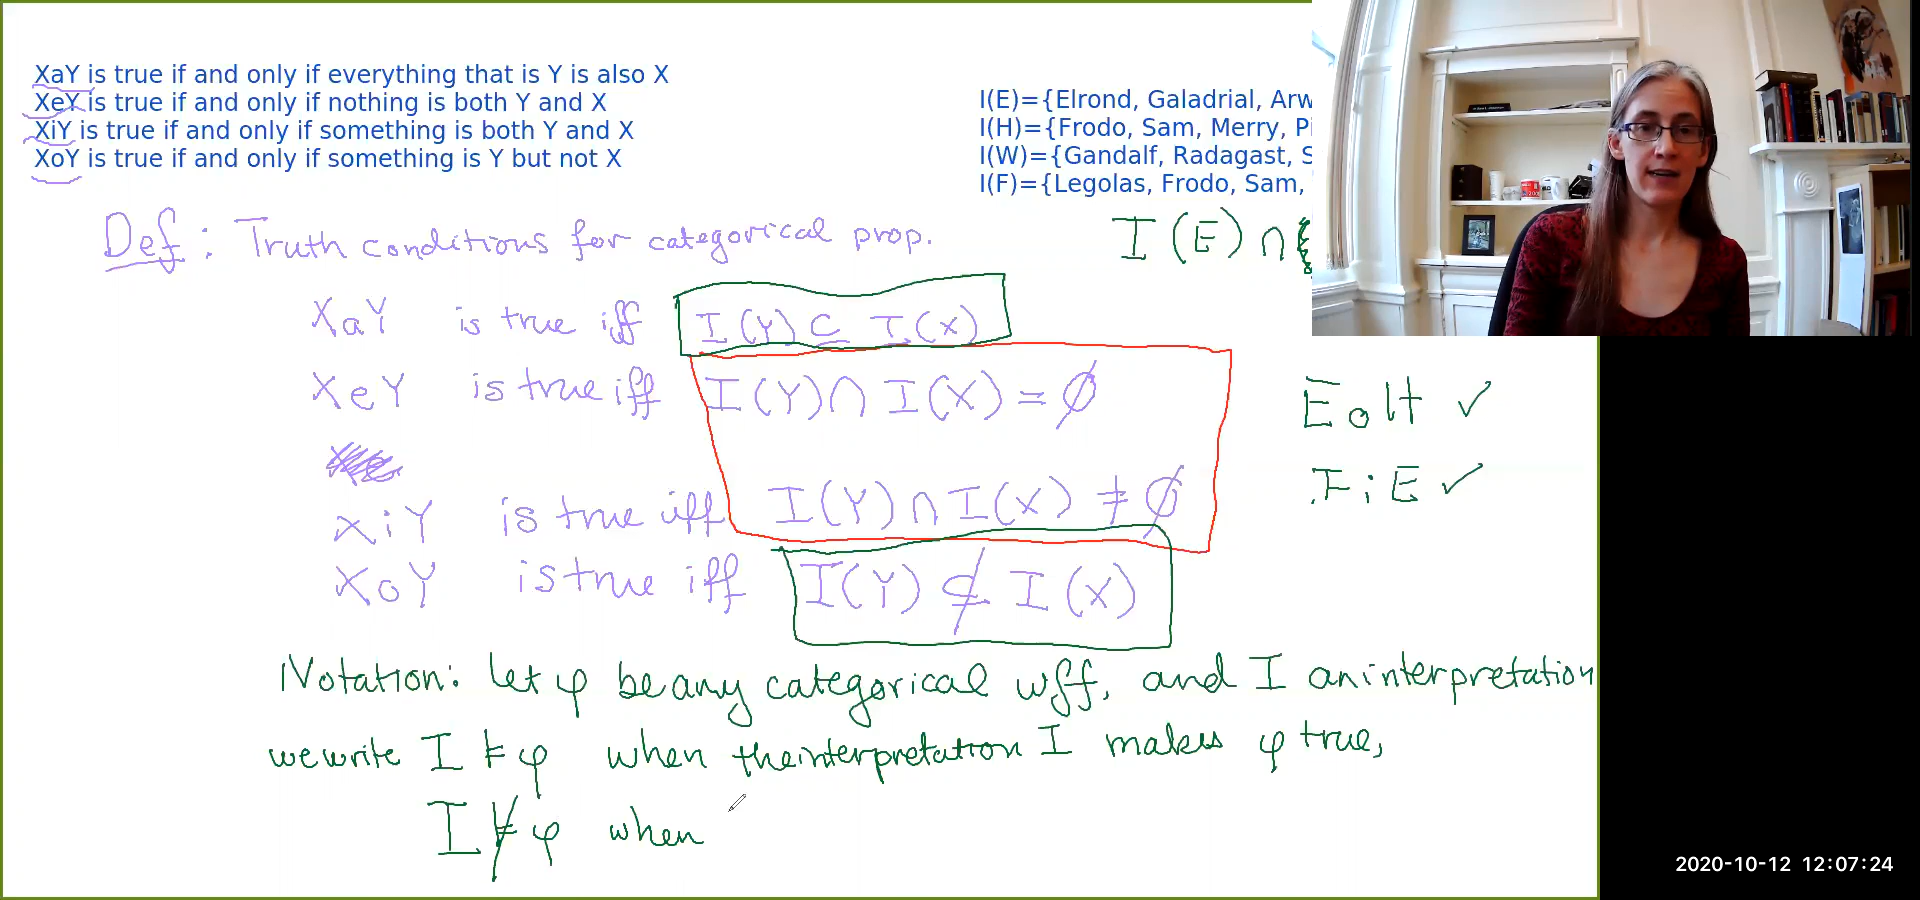 XaY is true if and only if everything that is Y is also X
XeY is true if and only if nothing is both Y and X
XiY is true if and only if something is both Y and X
XoY is true if and only if something is Y but not X
I(E)={Elrond, Galadrial, Arw
I(H)={Frodo, Sam, Merry, Pi
I(W)={Gandalf, Radagast, S
I(F)={Legolas, Frodo, Sam,
Def: Truth conditions for categorical prop.
I (E) ∩
XaY is true iff I(Y) ⊆ I(X)
XeY is true iff I(Y) ∩ I(X) = ∅
XiY is true iff I(Y) ∩ I(X) ≠ ∅
XoY is true iff I(Y) ⊈ I(X)
EoH ✓
FiE ✓
Notation: let φ be any categorical wff, and I an interpretation
we write I ⊨ φ when the interpretation I makes φ true,
I ⊭ φ when
2020-10-12 12:07:24